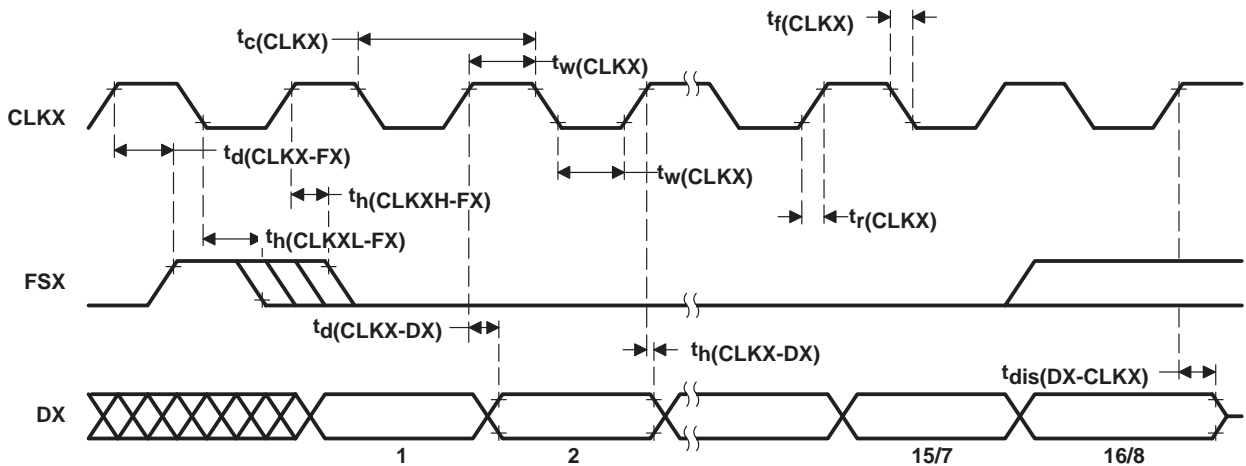 tf(CLKX)
tc(CLKX)
tw(CLKX)
CLKX
td(CLKX-FX)
tw(CLKX)
th(CLKXH-FX)
tr(CLKX)
th(CLKXL-FX)
FSX
td(CLKX-DX)
th(CLKX-DX)
tdis(DX-CLKX)
DX
1 2 15/7 16/8